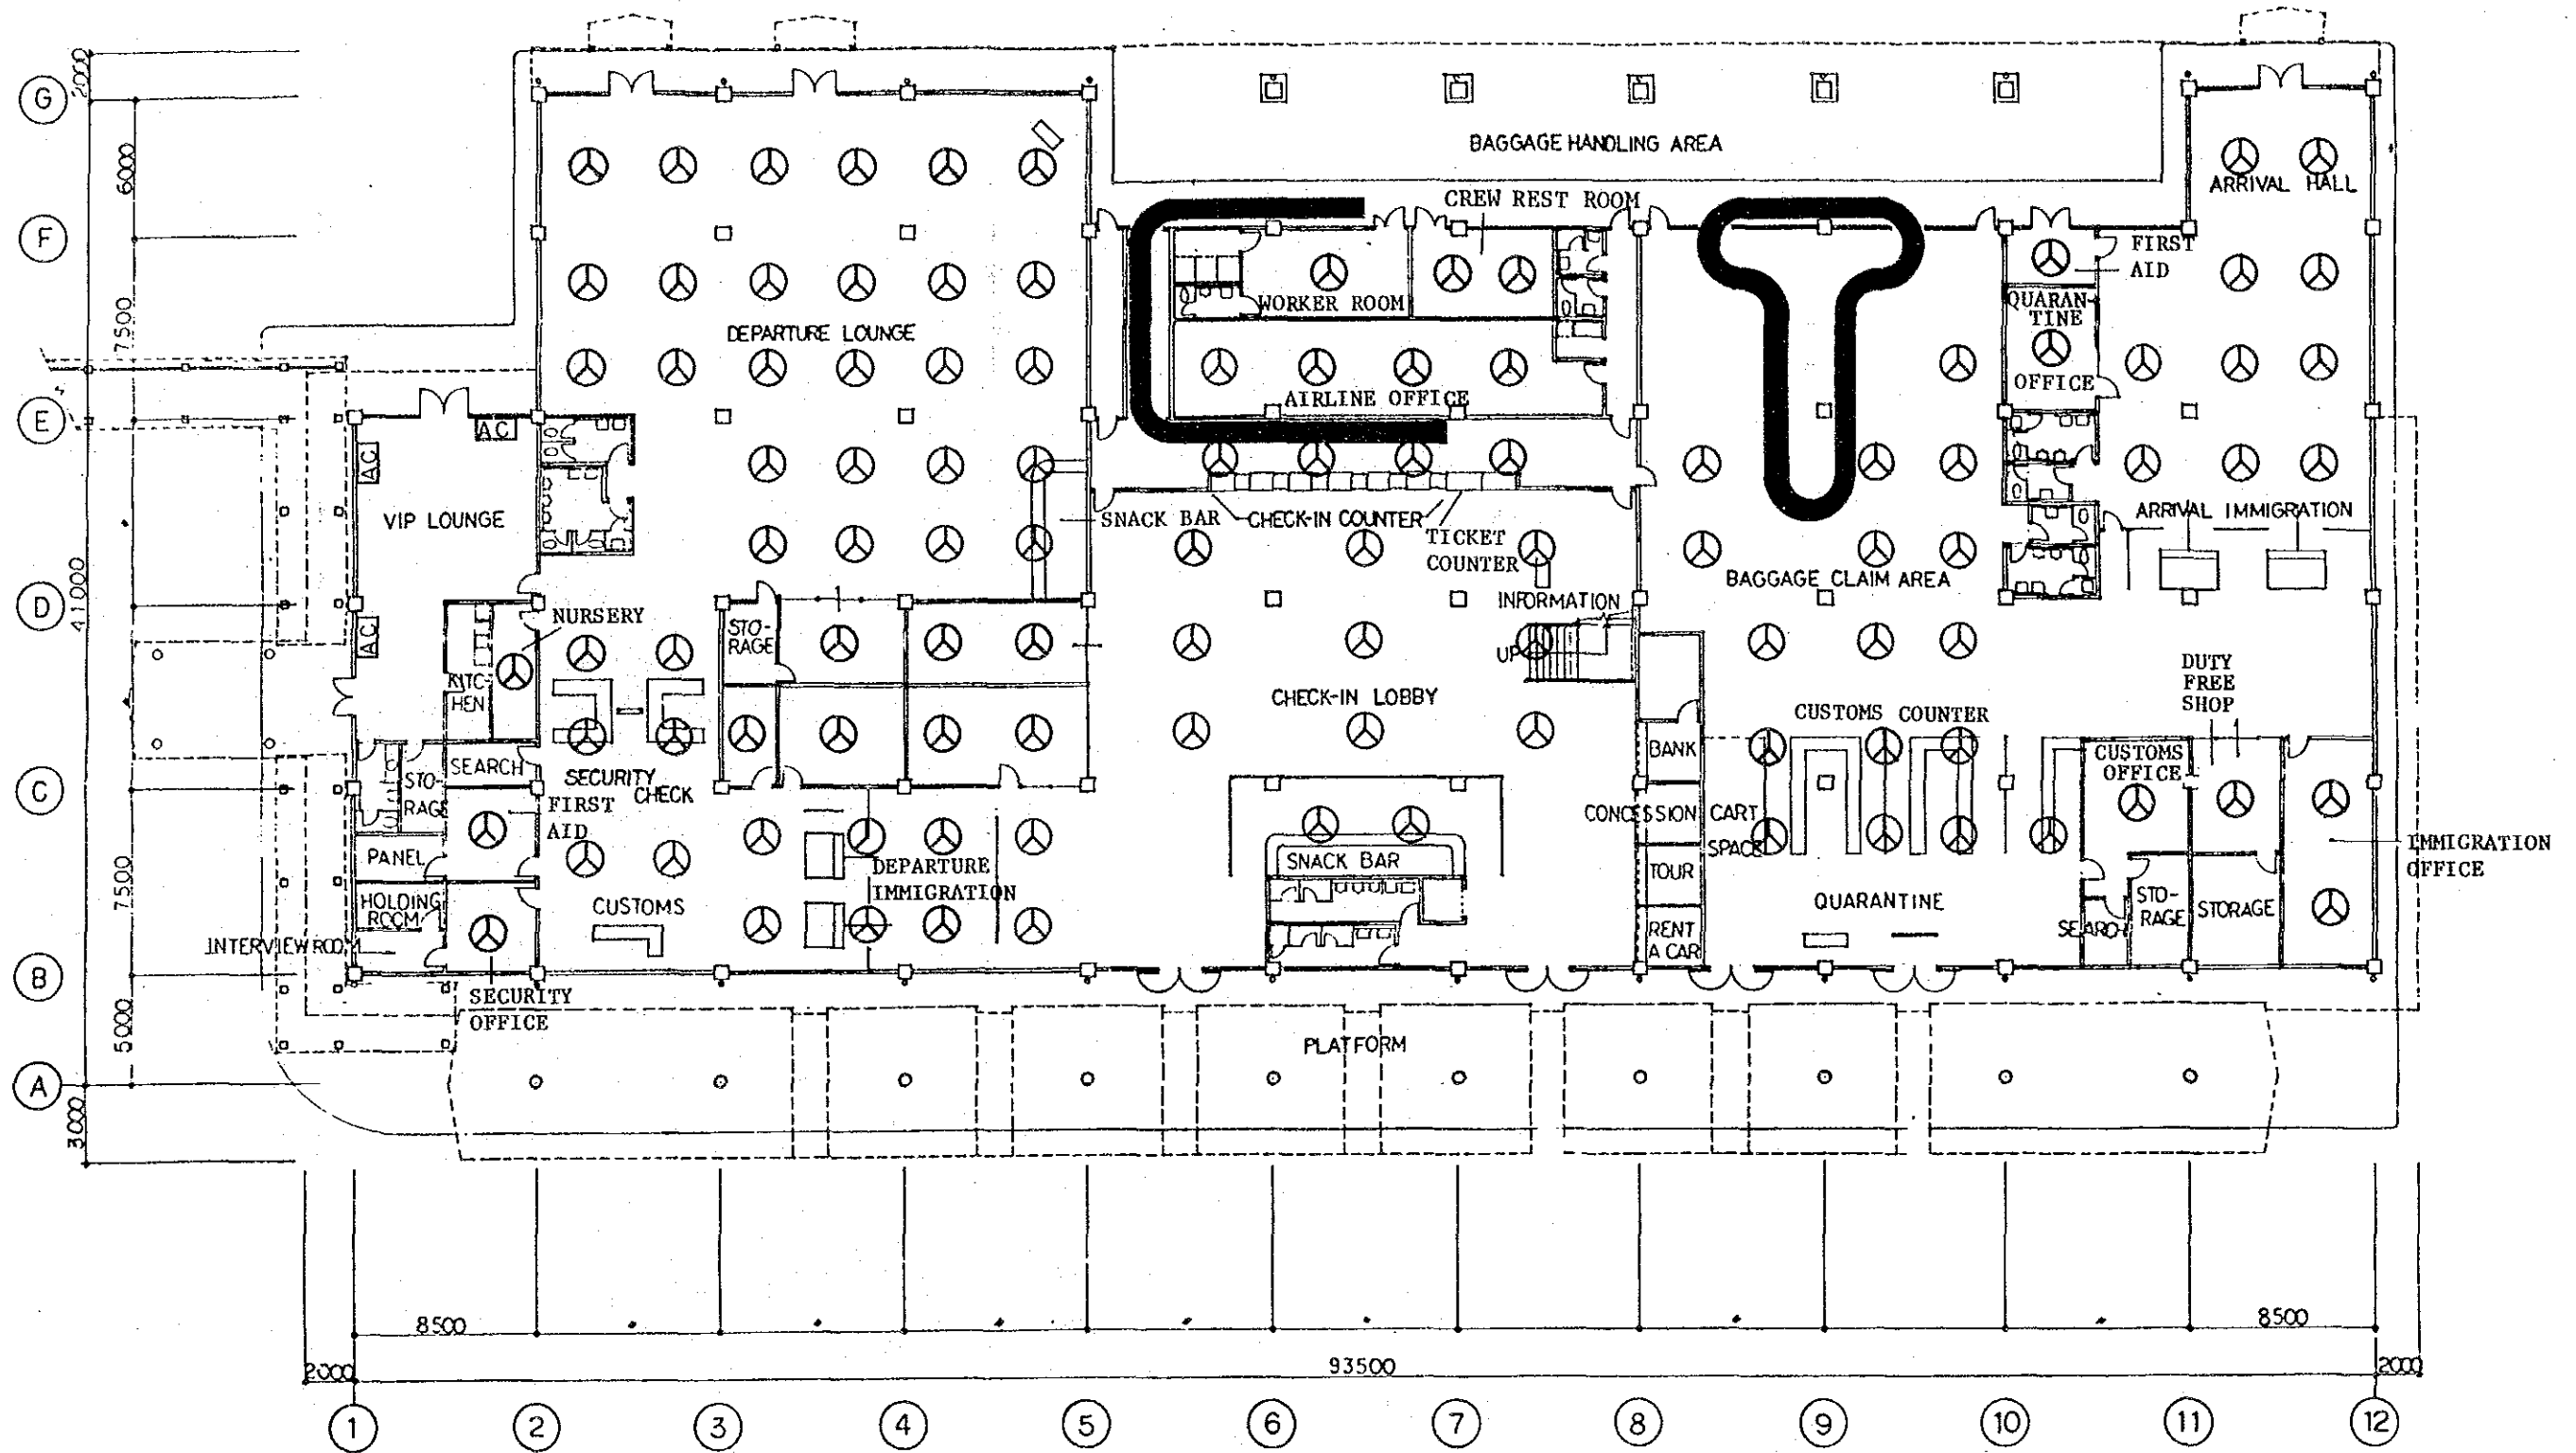 G
2000
6000
BAGGAGE HANDLING AREA
CREW REST ROOM
ARRIVAL HALL
F
FIRST
AID
QUARAN-
TINE
OFFICE
WORKER ROOM
7500
DEPARTURE LOUNGE
AIRLINE OFFICE
E
AC
AC
VIP LOUNGE
SNACK BAR
CHECK-IN COUNTER
TICKET
COUNTER
ARRIVAL IMMIGRATION
BAGGAGE CLAIM AREA
41000
D
NURSERY
INFORMATION
STO-
RAGE
AC
UP
KITC-
HEN
CHECK-IN LOBBY
DUTY
FREE
SHOP
CUSTOMS COUNTER
BANK
CUSTOMS
OFFICE
SEARCH
SECURITY
CHECK
C
STO-
RAGE
FIRST
AID
CONCESSION
CART
SPACE
PANEL
DEPARTURE
IMMIGRATION
SNACK BAR
TOUR
IMMIGRATION
OFFICE
7500
HOLDING
ROOM
CUSTOMS
QUARANTINE
STO-
RAGE
STORAGE
SEARCH
RENT
A CAR
INTERVIEW ROOM
B
SECURITY
OFFICE
5000
PLATFORM
A
3000
8500
8500
2000
93500
2000
1
2
3
4
5
6
7
8
9
10
11
12